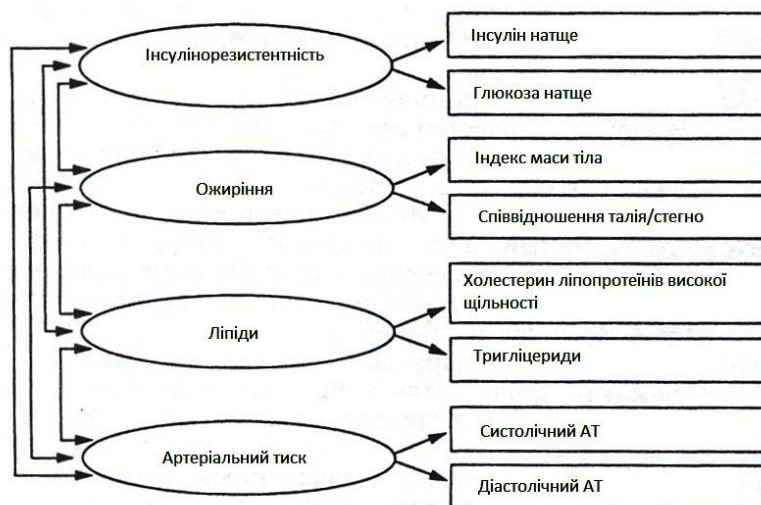 Інсулінорезистентність
Інсулін натще
Глюкоза натще
Ожиріння
Індекс маси тіла
Співвідношення талія/стегно
Ліпіди
Холестерин ліпопротеїнів високої
щільності
Тригліцериди
Артеріальний тиск
Систолічний АТ
Діастолічний АТ